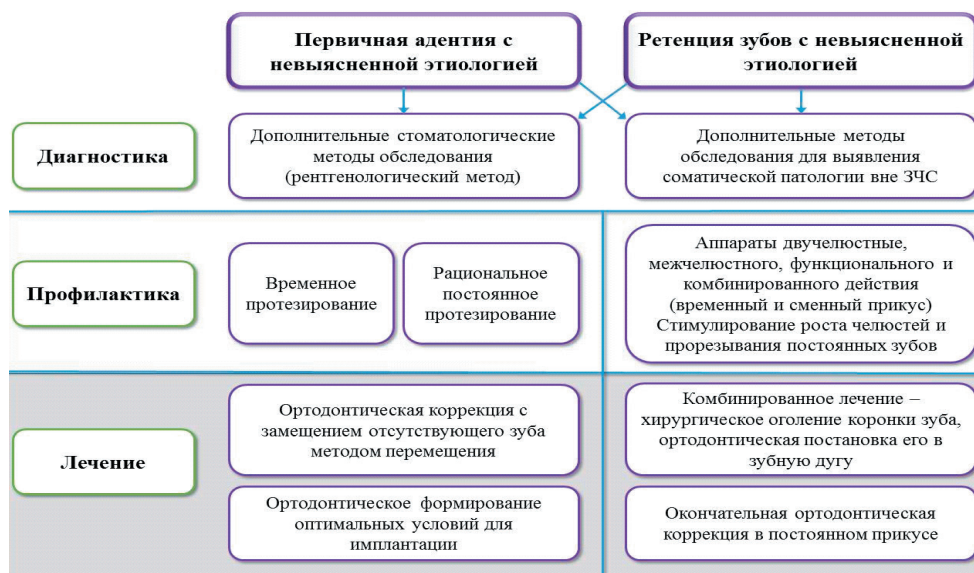 Первичная адентия с
невыясненной этиологией
Ретенция зубов с невыясненной
этиологией
Диагностика
Дополнительные стоматологические
методы обследования
(рентгенологический метод)
Дополнительные методы
обследования для выявления
соматической патологии вне ЗЧС
Профилактика
Временное
протезирование
Рациональное
постоянное
протезирование
Аппараты двучелюстные,
межчелюстного, функционального и
комбинированного действия
(временный и сменный прикус)
Стимулирование роста челюстей и
прорезывания постоянных зубов
Лечение
Ортодонтическая коррекция с
замещением отсутствующего зуба
методом перемещения
Комбинированное лечение –
хирургическое оголение коронки зуба,
ортодонтическая постановка его в
зубную дугу
Ортодонтическое формирование
оптимальных условий для
имплантации
Окончательная ортодонтическая
коррекция в постоянном прикусе